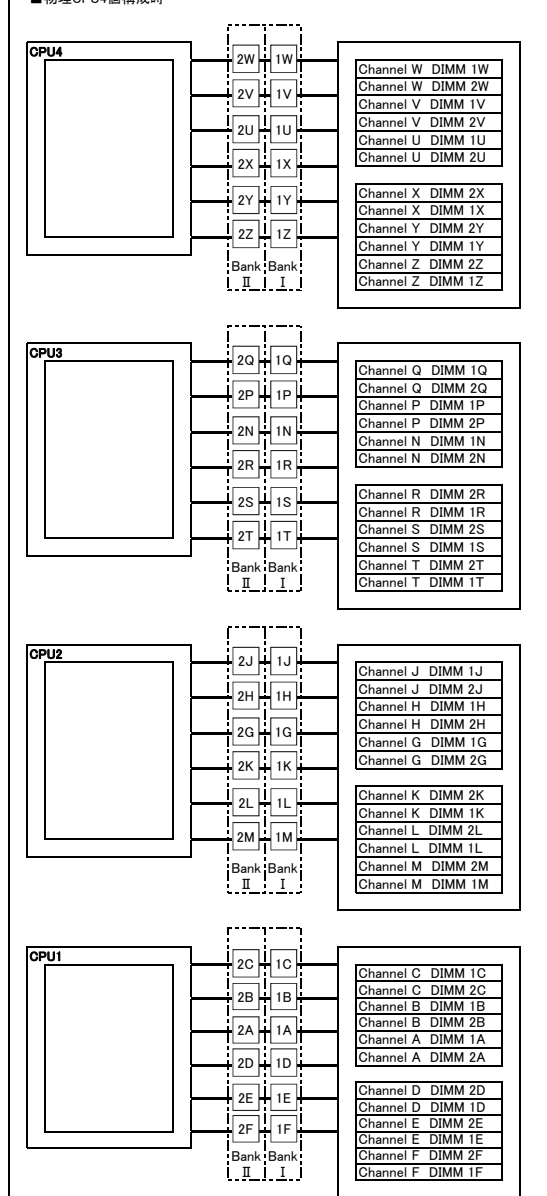 ■物理CPU4個構成時
CPU4
2W 1W
2V 1V
2U 1U
2X 1X
2Y 1Y
2Z 1Z
Bank Bank
Ⅱ Ⅰ
Channel W DIMM 1W
Channel W DIMM 2W
Channel V DIMM 1V
Channel V DIMM 2V
Channel U DIMM 1U
Channel U DIMM 2U
Channel X DIMM 2X
Channel X DIMM 1X
Channel Y DIMM 2Y
Channel Y DIMM 1Y
Channel Z DIMM 2Z
Channel Z DIMM 1Z
CPU3
2Q 1Q
2P 1P
2N 1N
2R 1R
2S 1S
2T 1T
Bank Bank
Ⅱ Ⅰ
Channel Q DIMM 1Q
Channel Q DIMM 2Q
Channel P DIMM 1P
Channel P DIMM 2P
Channel N DIMM 1N
Channel N DIMM 2N
Channel R DIMM 2R
Channel R DIMM 1R
Channel S DIMM 2S
Channel S DIMM 1S
Channel T DIMM 2T
Channel T DIMM 1T
CPU2
2J 1J
2H 1H
2G 1G
2K 1K
2L 1L
2M 1M
Bank Bank
Ⅱ Ⅰ
Channel J DIMM 1J
Channel J DIMM 2J
Channel H DIMM 1H
Channel H DIMM 2H
Channel G DIMM 1G
Channel G DIMM 2G
Channel K DIMM 2K
Channel K DIMM 1K
Channel L DIMM 2L
Channel L DIMM 1L
Channel M DIMM 2M
Channel M DIMM 1M
CPU1
2C 1C
2B 1B
2A 1A
2D 1D
2E 1E
2F 1F
Bank Bank
Ⅱ Ⅰ
Channel C DIMM 1C
Channel C DIMM 2C
Channel B DIMM 1B
Channel B DIMM 2B
Channel A DIMM 1A
Channel A DIMM 2A
Channel D DIMM 2D
Channel D DIMM 1D
Channel E DIMM 2E
Channel E DIMM 1E
Channel F DIMM 2F
Channel F DIMM 1F